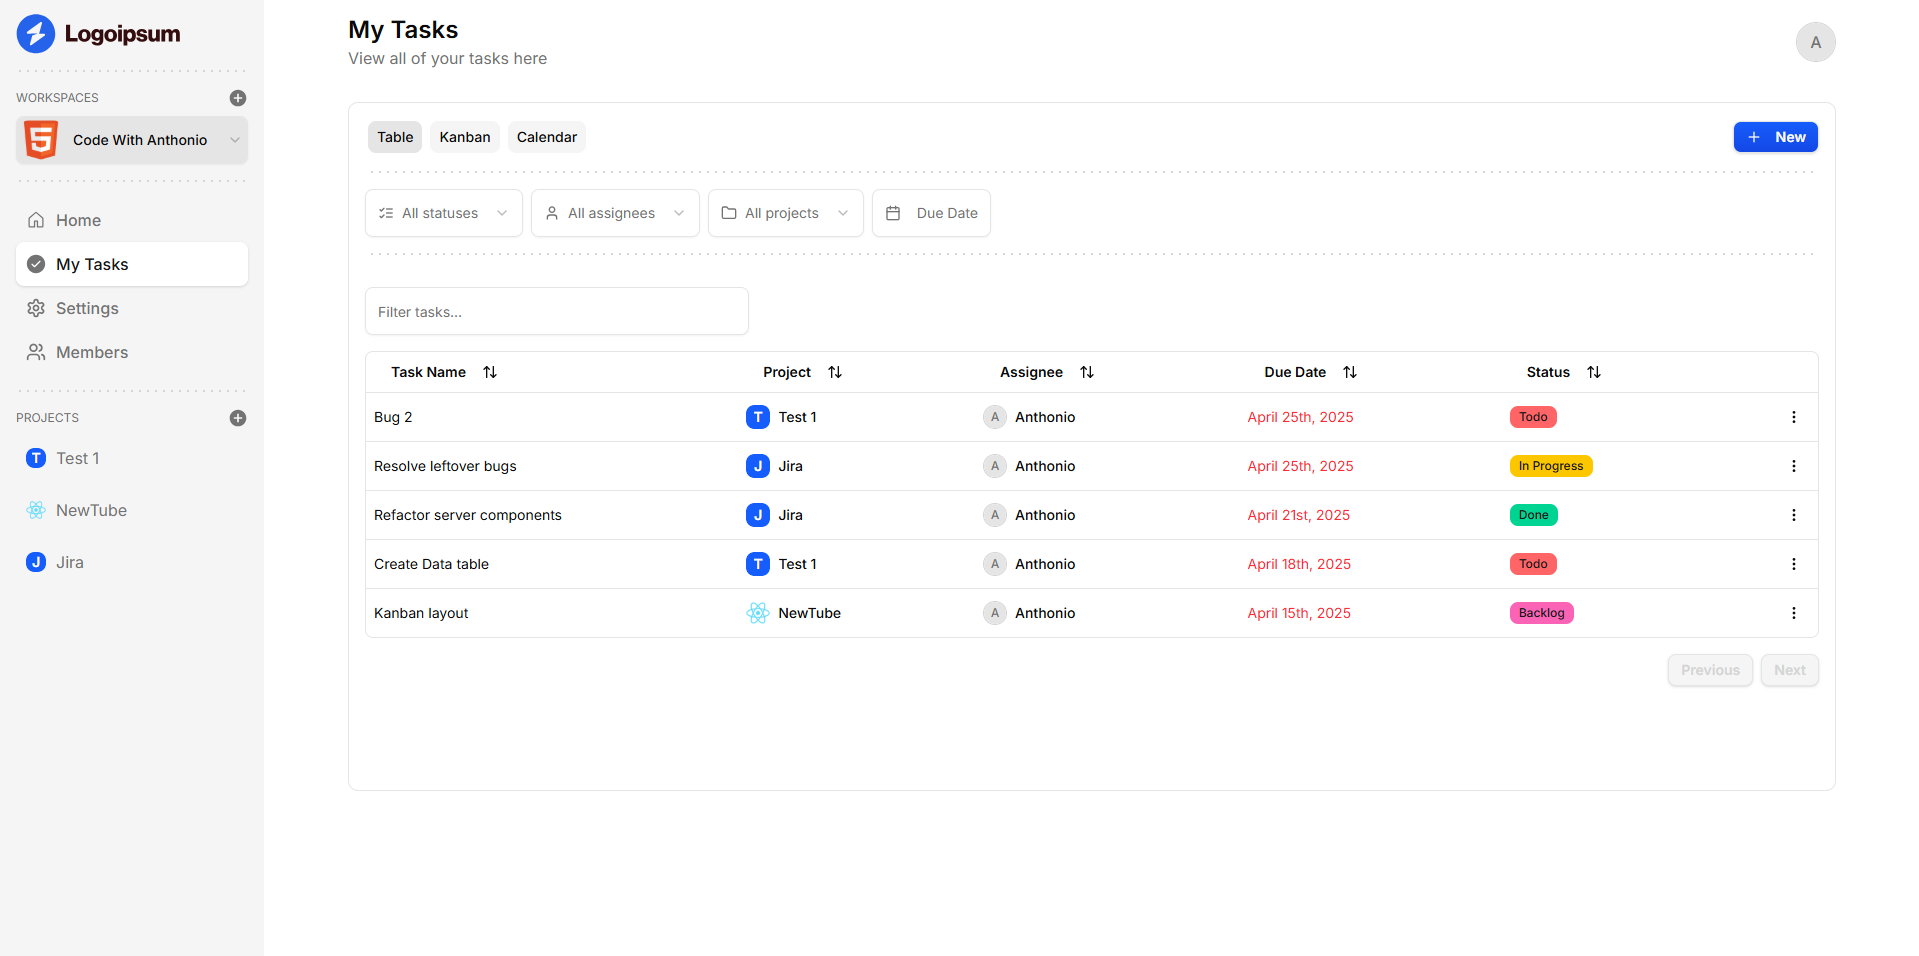 Logoipsum
WORKSPACES
5
Code With Anthonio
Home
My Tasks
Settings
Members
PROJECTS
T Test 1
NewTube
J Jira
My Tasks
View all of your tasks here
A
Table Kanban Calendar
+ New
All statuses All assignees All projects Due Date
Filter tasks...
Task Name Project Assignee Due Date Status
Bug 2 T Test 1 A Anthonio April 25th, 2025 Todo
Resolve leftover bugs J Jira A Anthonio April 25th, 2025 In Progress
Refactor server components J Jira A Anthonio April 21st, 2025 Done
Create Data table T Test 1 A Anthonio April 18th, 2025 Todo
Kanban layout NewTube A Anthonio April 15th, 2025 Backlog
Previous Next